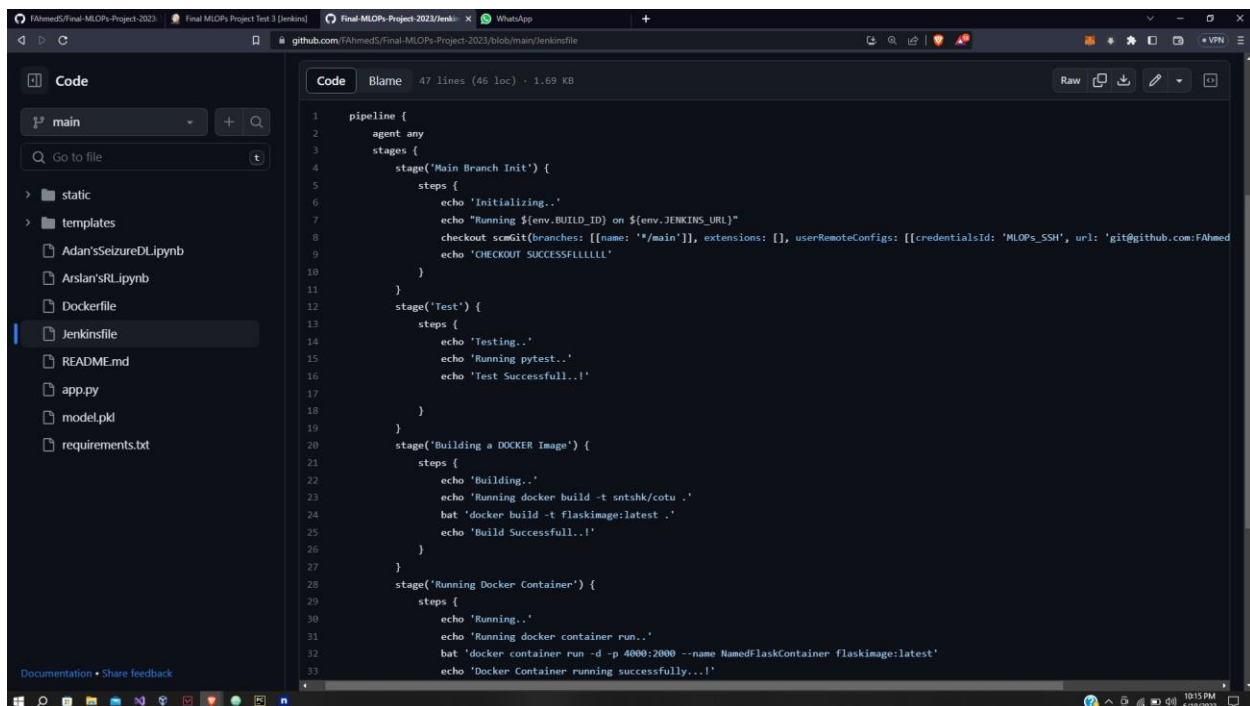 FAhmedS/Final-MLOPs-Project-2023:
Final MLOPs Project Test 3 [Jenkins]
Final-MLOPs-Project-2023/Jenkin
WhatsApp
github.com/FAhmedS/Final-MLOPs-Project-2023/blob/main/Jenkinsfile
VPN
Code
main
Go to file
t
static
templates
Adan'sSeizureDL.ipynb
Arslan'sRL.ipynb
Dockerfile
Jenkinsfile
README.md
app.py
model.pkl
requirements.txt
Documentation • Share feedback
Code Blame 47 lines (46 loc) · 1.69 KB
Raw
1 pipeline {
2 agent any
3 stages {
4 stage('Main Branch Init') {
5 steps {
6 echo 'Initializing..'
7 echo "Running ${env.BUILD_ID} on ${env.JENKINS_URL}"
8 checkout scmGit(branches: [[name: '*/main']], extensions: [], userRemoteConfigs: [[credentialsId: 'MLOPs_SSH', url: 'git@github.com:FAhmed
9 echo 'CHECKOUT SUCCESSFLLLLLL'
10 }
11 }
12 stage('Test') {
13 steps {
14 echo 'Testing..'
15 echo 'Running pytest..'
16 echo 'Test Successfull..!'
17
18 }
19 }
20 stage('Building a DOCKER Image') {
21 steps {
22 echo 'Building..'
23 echo 'Running docker build -t sntshk/cotu .'
24 bat 'docker build -t flaskimage:latest .'
25 echo 'Build Successfull..!'
26 }
27 }
28 stage('Running Docker Container') {
29 steps {
30 echo 'Running..'
31 echo 'Running docker container run..'
32 bat 'docker container run -d -p 4000:2000 --name NamedFlaskContainer flaskimage:latest'
33 echo 'Docker Container running successfully...!'
10:15 PM